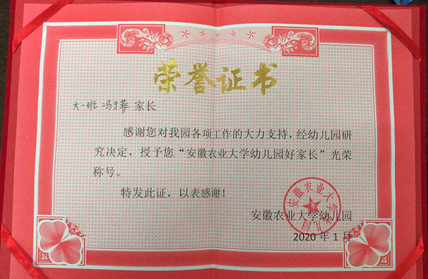 荣誉证书
大一班 冯子菲 家长
感谢您对我园各项工作的大力支持，经幼儿园研
究决定，授予您“安徽农业大学幼儿园好家长”光荣
称号。
特发此证，以表感谢！
安徽农业大学幼儿园
2020 年 1 月